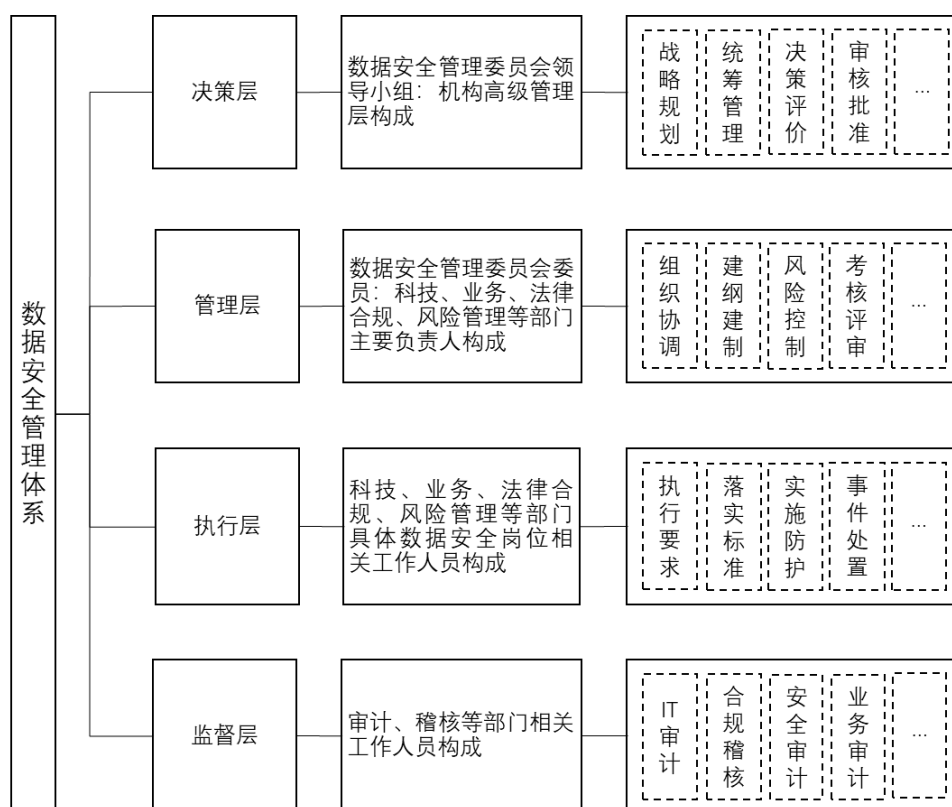 数据安全管理体系
决策层
数据安全管理委员会领
导小组：机构高级管理
层构成
战略规划
统筹管理
决策评价
审核批准
...
管理层
数据安全管理委员会委
员：科技、业务、法律
合规、风险管理等部门
主要负责人构成
组织协调
建纲建制
风险控制
考核评审
...
执行层
科技、业务、法律合
规、风险管理等部门
具体数据安全岗位相
关工作人员构成
执行要求
落实标准
实施防护
事件处置
...
监督层
审计、稽核等部门相关
工作人员构成
IT审计
合规稽核
安全审计
业务审计
...